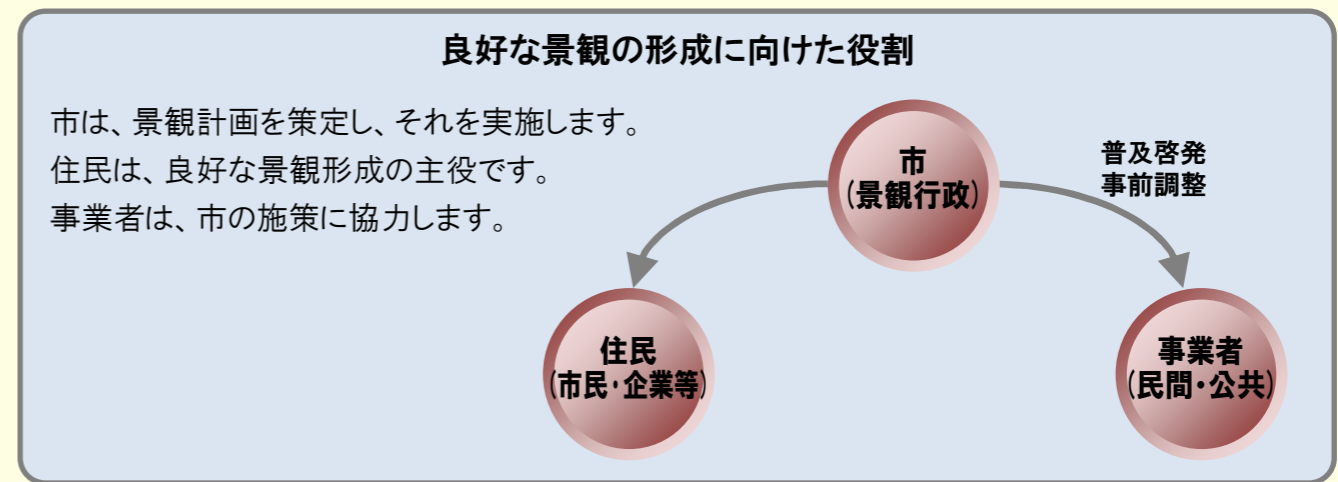 良好な景観の形成に向けた役割
市は、景観計画を策定し、それを実施します。
住民は、良好な景観形成の主役です。
事業者は、市の施策に協力します。
市
(景観行政)
普及啓発
事前調整
住民
(市民・企業等)
事業者
(民間・公共)